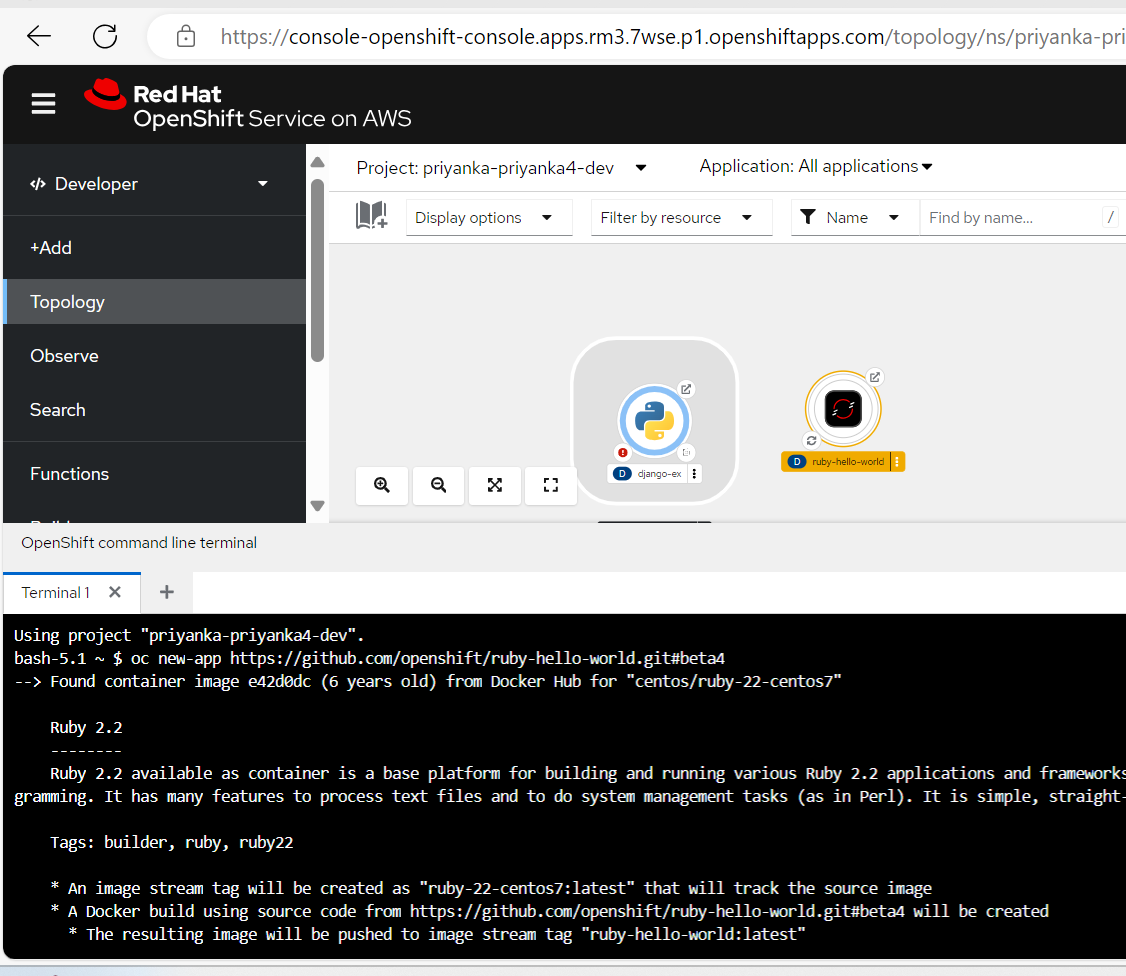 https://console-openshift-console.apps.rm3.7wse.p1.openshiftapps.com/topology/ns/priyanka-pri
Red Hat
OpenShift Service on AWS
Developer
Project: priyanka-priyanka4-dev
Application: All applications
Display options
Filter by resource
Name
Find by name...
/
+Add
Topology
Observe
Search
Functions
D django-ex
D ruby-hello-world
OpenShift command line terminal
Terminal 1
Using project "priyanka-priyanka4-dev".
bash-5.1 ~ $ oc new-app https://github.com/openshift/ruby-hello-world.git#beta4
--> Found container image e42d0dc (6 years old) from Docker Hub for "centos/ruby-22-centos7"
Ruby 2.2
--------
Ruby 2.2 available as container is a base platform for building and running various Ruby 2.2 applications and frameworks
gramming. It has many features to process text files and to do system management tasks (as in Perl). It is simple, straight-
Tags: builder, ruby, ruby22
* An image stream tag will be created as "ruby-22-centos7:latest" that will track the source image
* A Docker build using source code from https://github.com/openshift/ruby-hello-world.git#beta4 will be created
* The resulting image will be pushed to image stream tag "ruby-hello-world:latest"